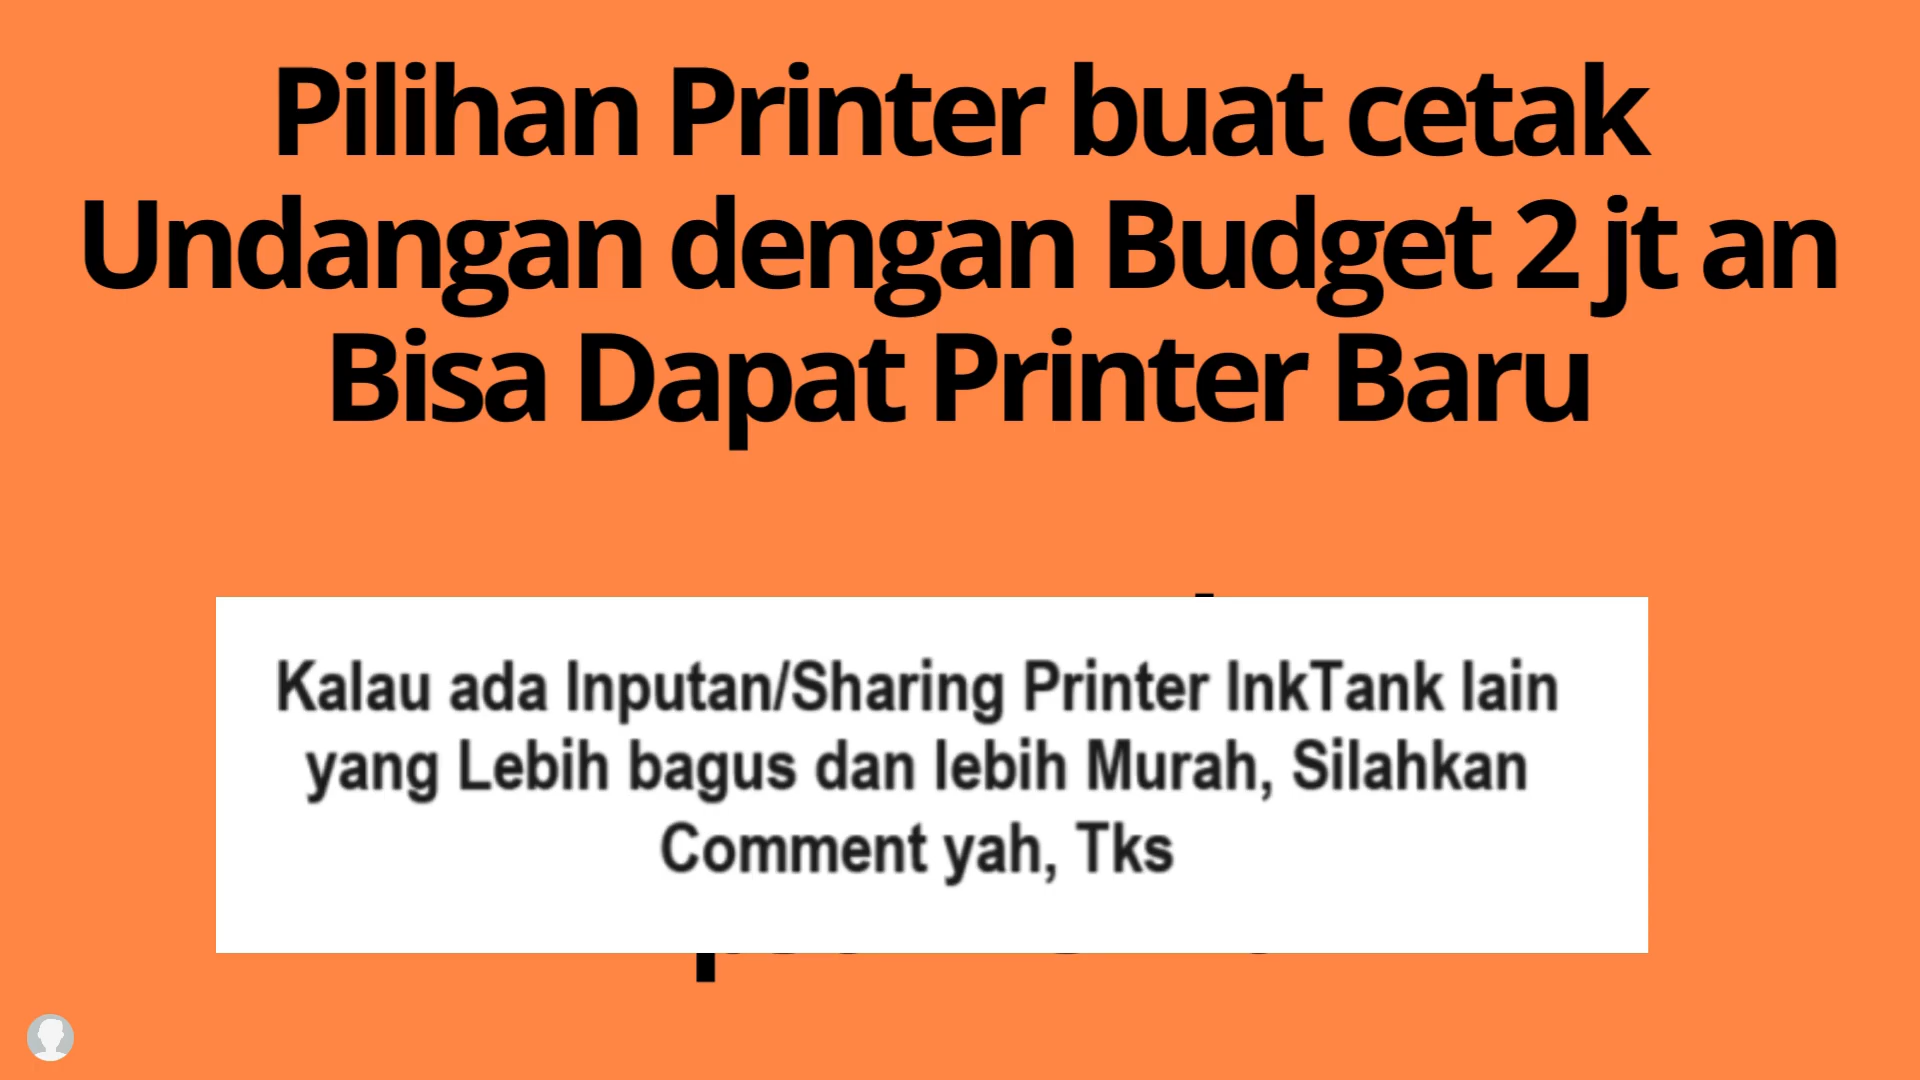 Pilihan Printer buat cetak
Undangan dengan Budget 2 jt an
Bisa Dapat Printer Baru
Kalau ada Inputan/Sharing Printer InkTank lain
yang Lebih bagus dan lebih Murah, Silahkan
Comment yah, Tks